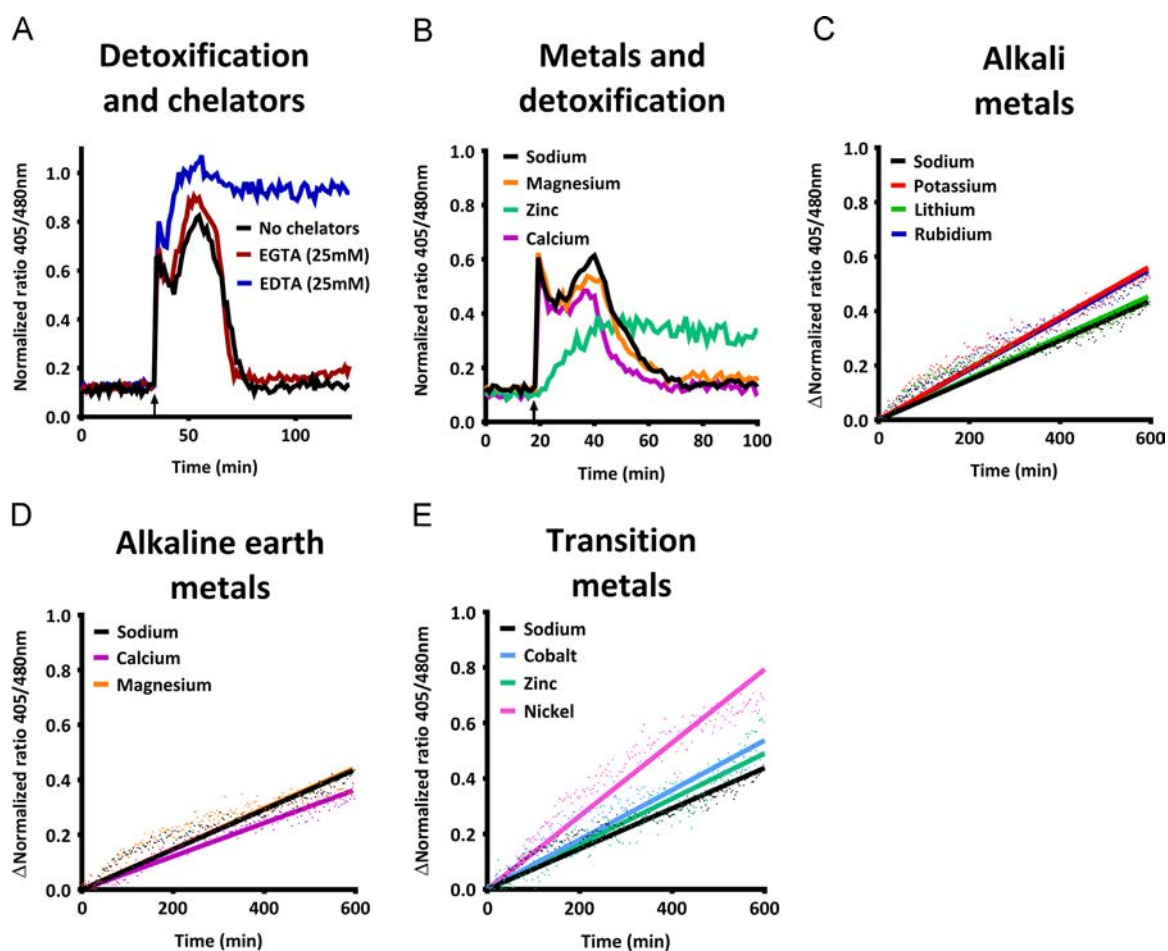 A
Detoxification
and chelators
Normalized ratio 405/480nm
1.0
0.8
0.6
0.4
0.2
0.0
No chelators
EGTA (25mM)
EDTA (25mM)
0
50
100
Time (min)
B
Metals and
detoxification
Normalized ratio 405/480nm
1.0
0.8
0.6
0.4
0.2
0.0
Sodium
Magnesium
Zinc
Calcium
0
20
40
60
80
100
Time (min)
C
Alkali
metals
ΔNormalized ratio 405/480nm
1.0
0.8
0.6
0.4
0.2
0.0
Sodium
Potassium
Lithium
Rubidium
0
200
400
600
Time (min)
D
Alkaline earth
metals
ΔNormalized ratio 405/480nm
1.0
0.8
0.6
0.4
0.2
0.0
Sodium
Calcium
Magnesium
0
200
400
600
Time (min)
E
Transition
metals
ΔNormalized ratio 405/480nm
1.0
0.8
0.6
0.4
0.2
0.0
Sodium
Cobalt
Zinc
Nickel
0
200
400
600
Time (min)